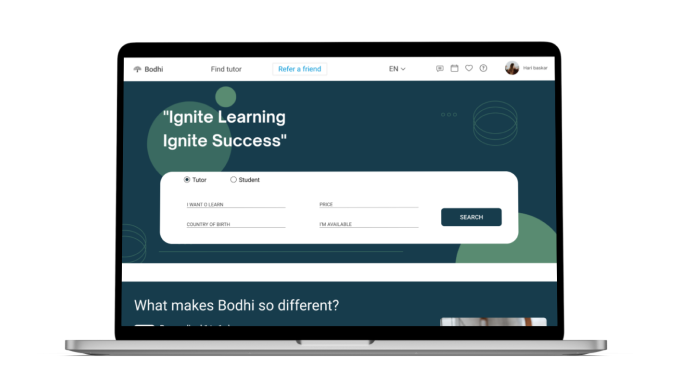 Bodhi
Find tutor
Refer a friend
EN
Hari baskar
"Ignite Learning
Ignite Success"
Tutor
Student
I WANT O LEARN
PRICE
COUNTRY OF BIRTH
I'M AVAILABLE
SEARCH
What makes Bodhi so different?